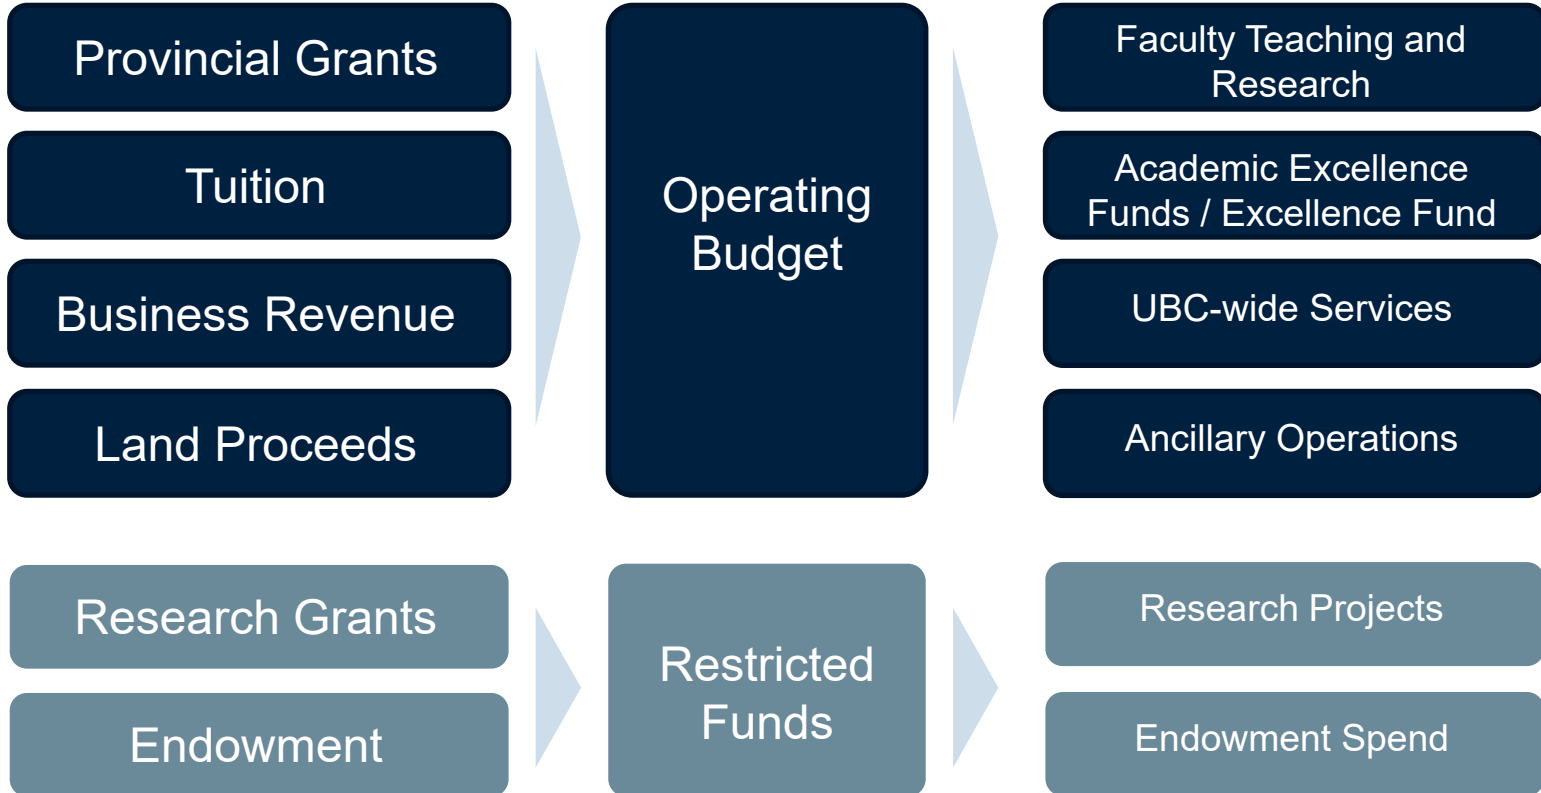 Provincial Grants
Tuition
Business Revenue
Land Proceeds
Operating
Budget
Faculty Teaching and
Research
Academic Excellence
Funds / Excellence Fund
UBC-wide Services
Ancillary Operations
Research Grants
Endowment
Restricted
Funds
Research Projects
Endowment Spend